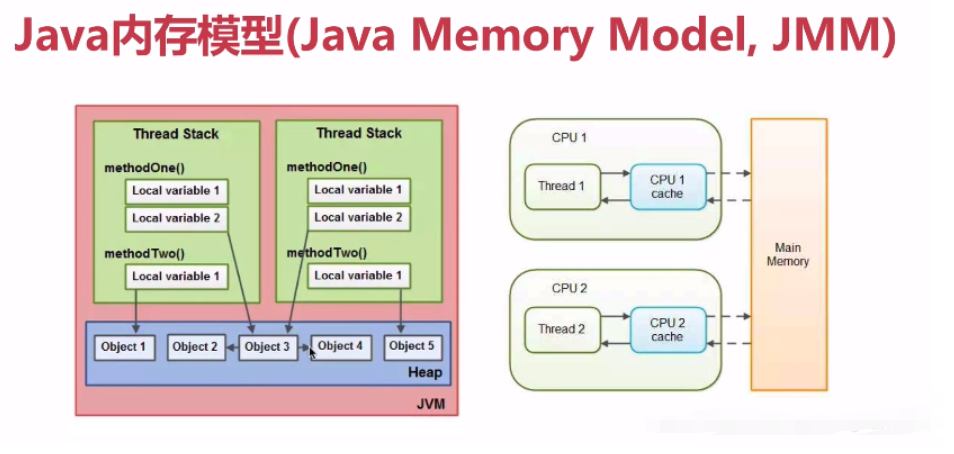 Java内存模型(Java Memory Model, JMM)
Thread Stack
methodOne()
Local variable 1
Local variable 2
methodTwo()
Local variable 1
Thread Stack
methodOne()
Local variable 1
Local variable 2
methodTwo()
Local variable 1
Object 1
Object 2
Object 3
Object 4
Object 5
Heap
JVM
CPU 1
Thread 1
CPU 1
cache
CPU 2
Thread 2
CPU 2
cache
Main
Memory